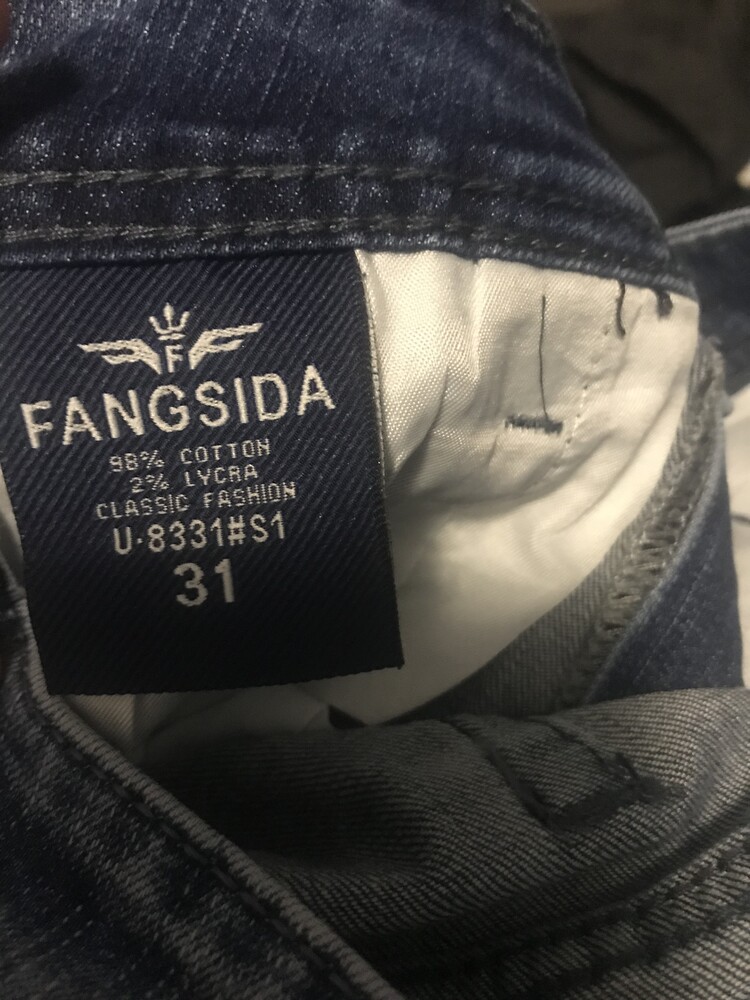 F
FANGSIDA
98% COTTON
2% LYCRA
CLASSIC FASHION
U·8331#S1
31